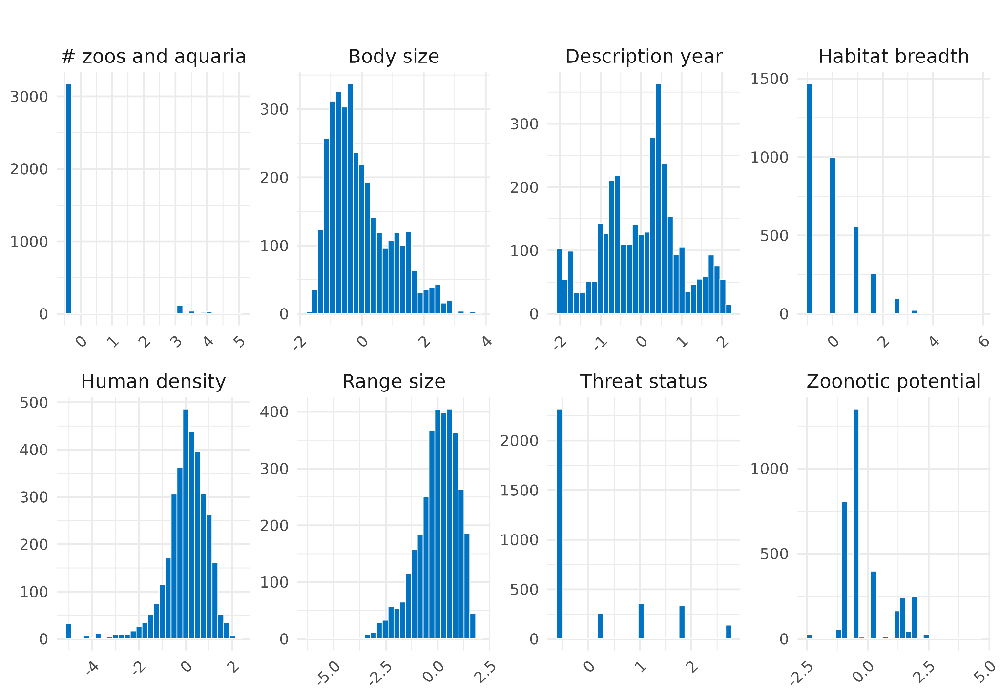 # zoos and aquaria
3000
2000
1000
0
0 1 2 3 4 5
Body size
300
200
100
0
-2 0 2 4
Description year
300
200
100
0
-2 -1 0 1 2
Habitat breadth
1500
1000
500
0
0 2 4 6
Human density
500
400
300
200
100
0
-4 -2 0 2
Range size
400
300
200
100
0
-5.0 -2.5 0.0 2.5
Threat status
2000
1500
1000
500
0
0 1 2
Zoonotic potential
1000
500
0
-2.5 0.0 2.5 5.0